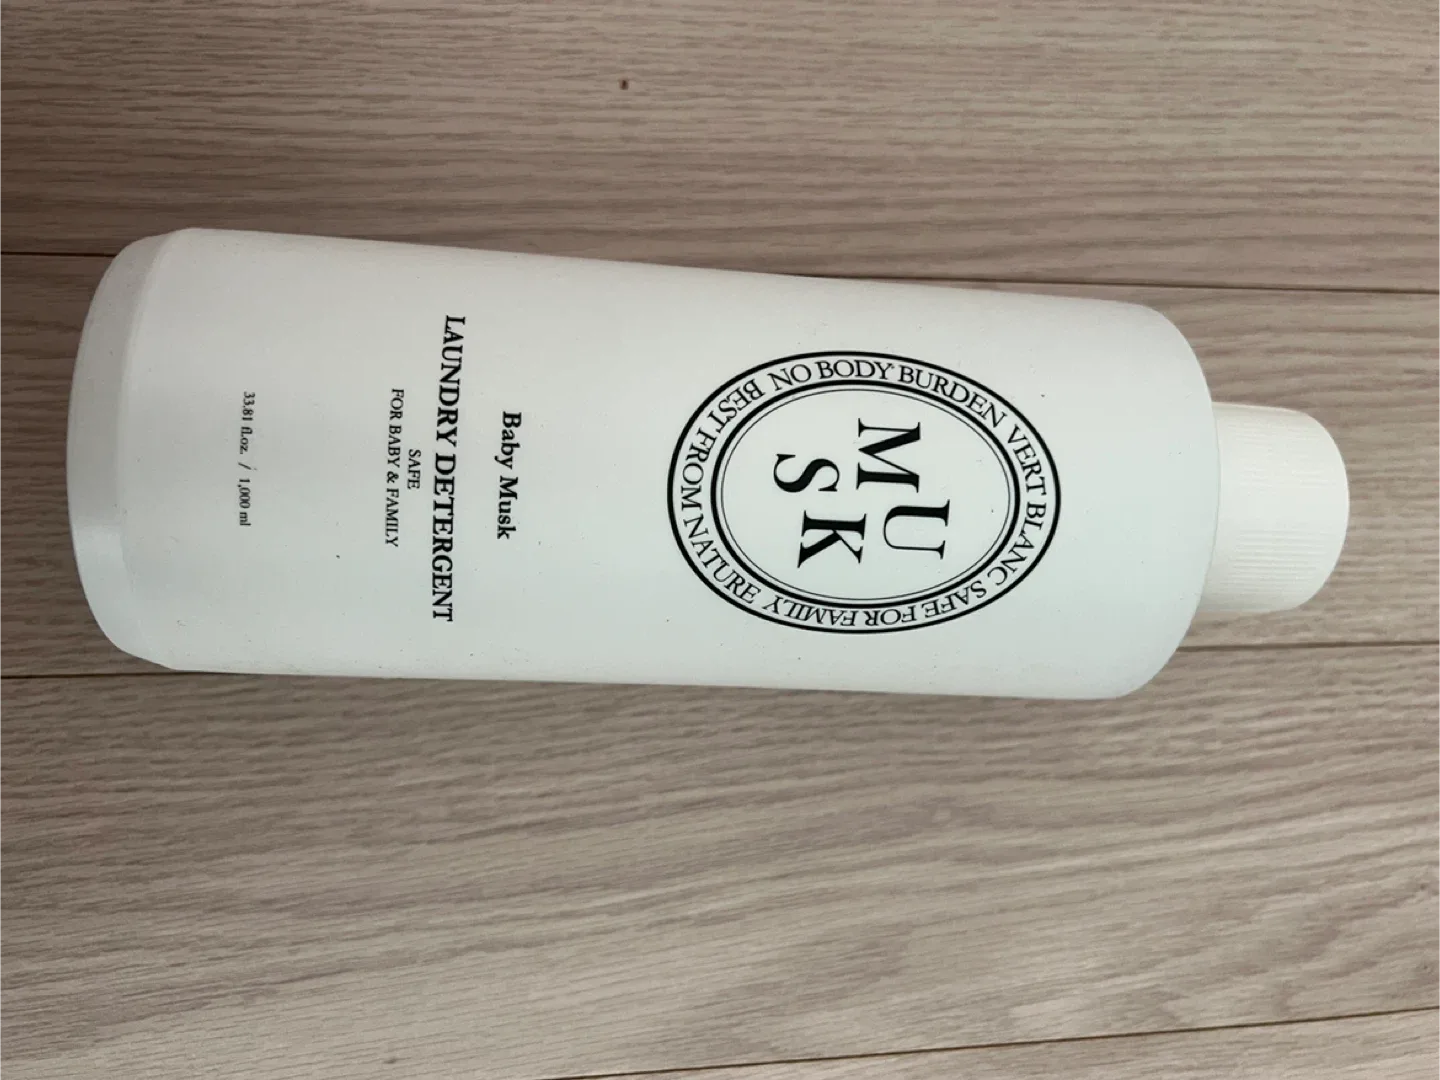 NO BODY BURDEN VERT BLANC SAFE FOR FAMILY BEST FROM NATURE
MU
SK
Baby Musk
LAUNDRY DETERGENT
SAFE
FOR BABY & FAMILY
33.81 fl.oz. / 1,000 ml